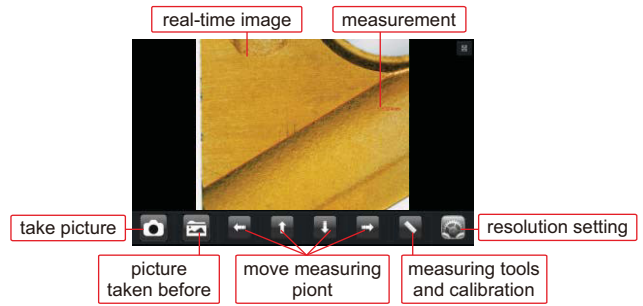 real-time image
measurement
take picture
resolution setting
picture
taken before
move measuring
piont
measuring tools
and calibration